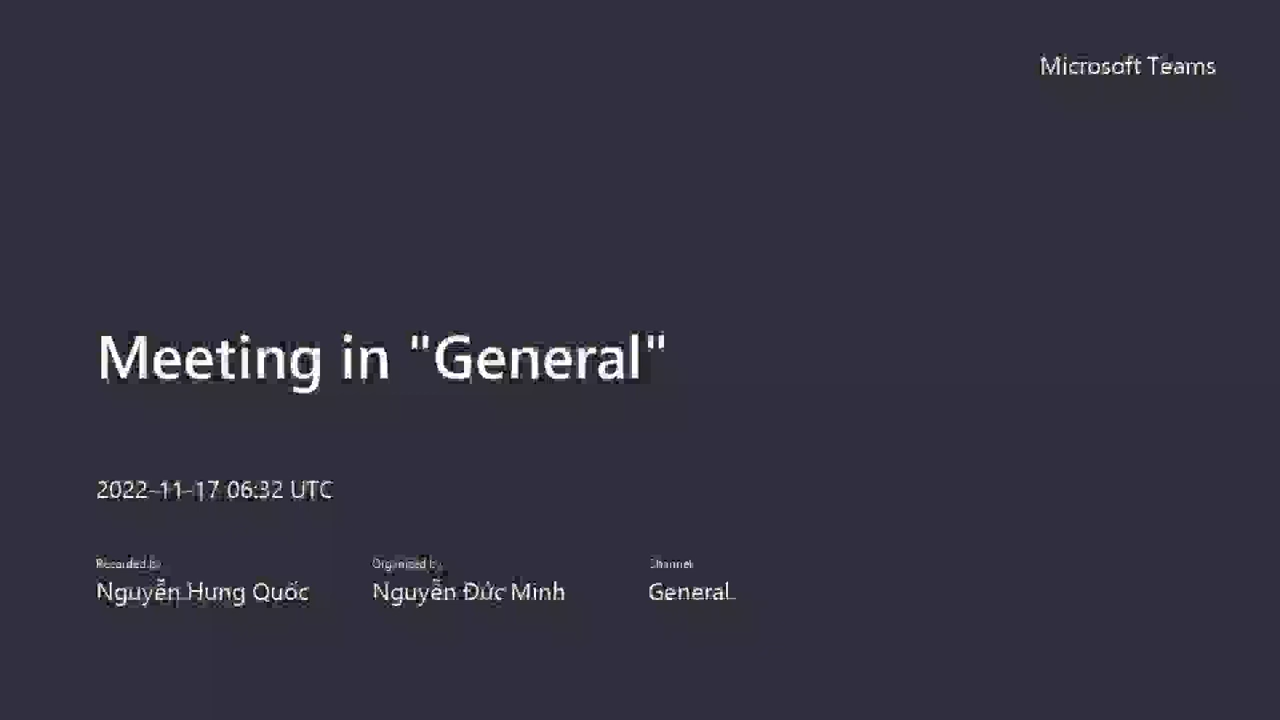 Microsoft Teams
Meeting in "General"
2022-11-17 06:32 UTC
Recorded by Organized by Channel
Nguyễn Hưng Quốc Nguyễn Đức Minh General